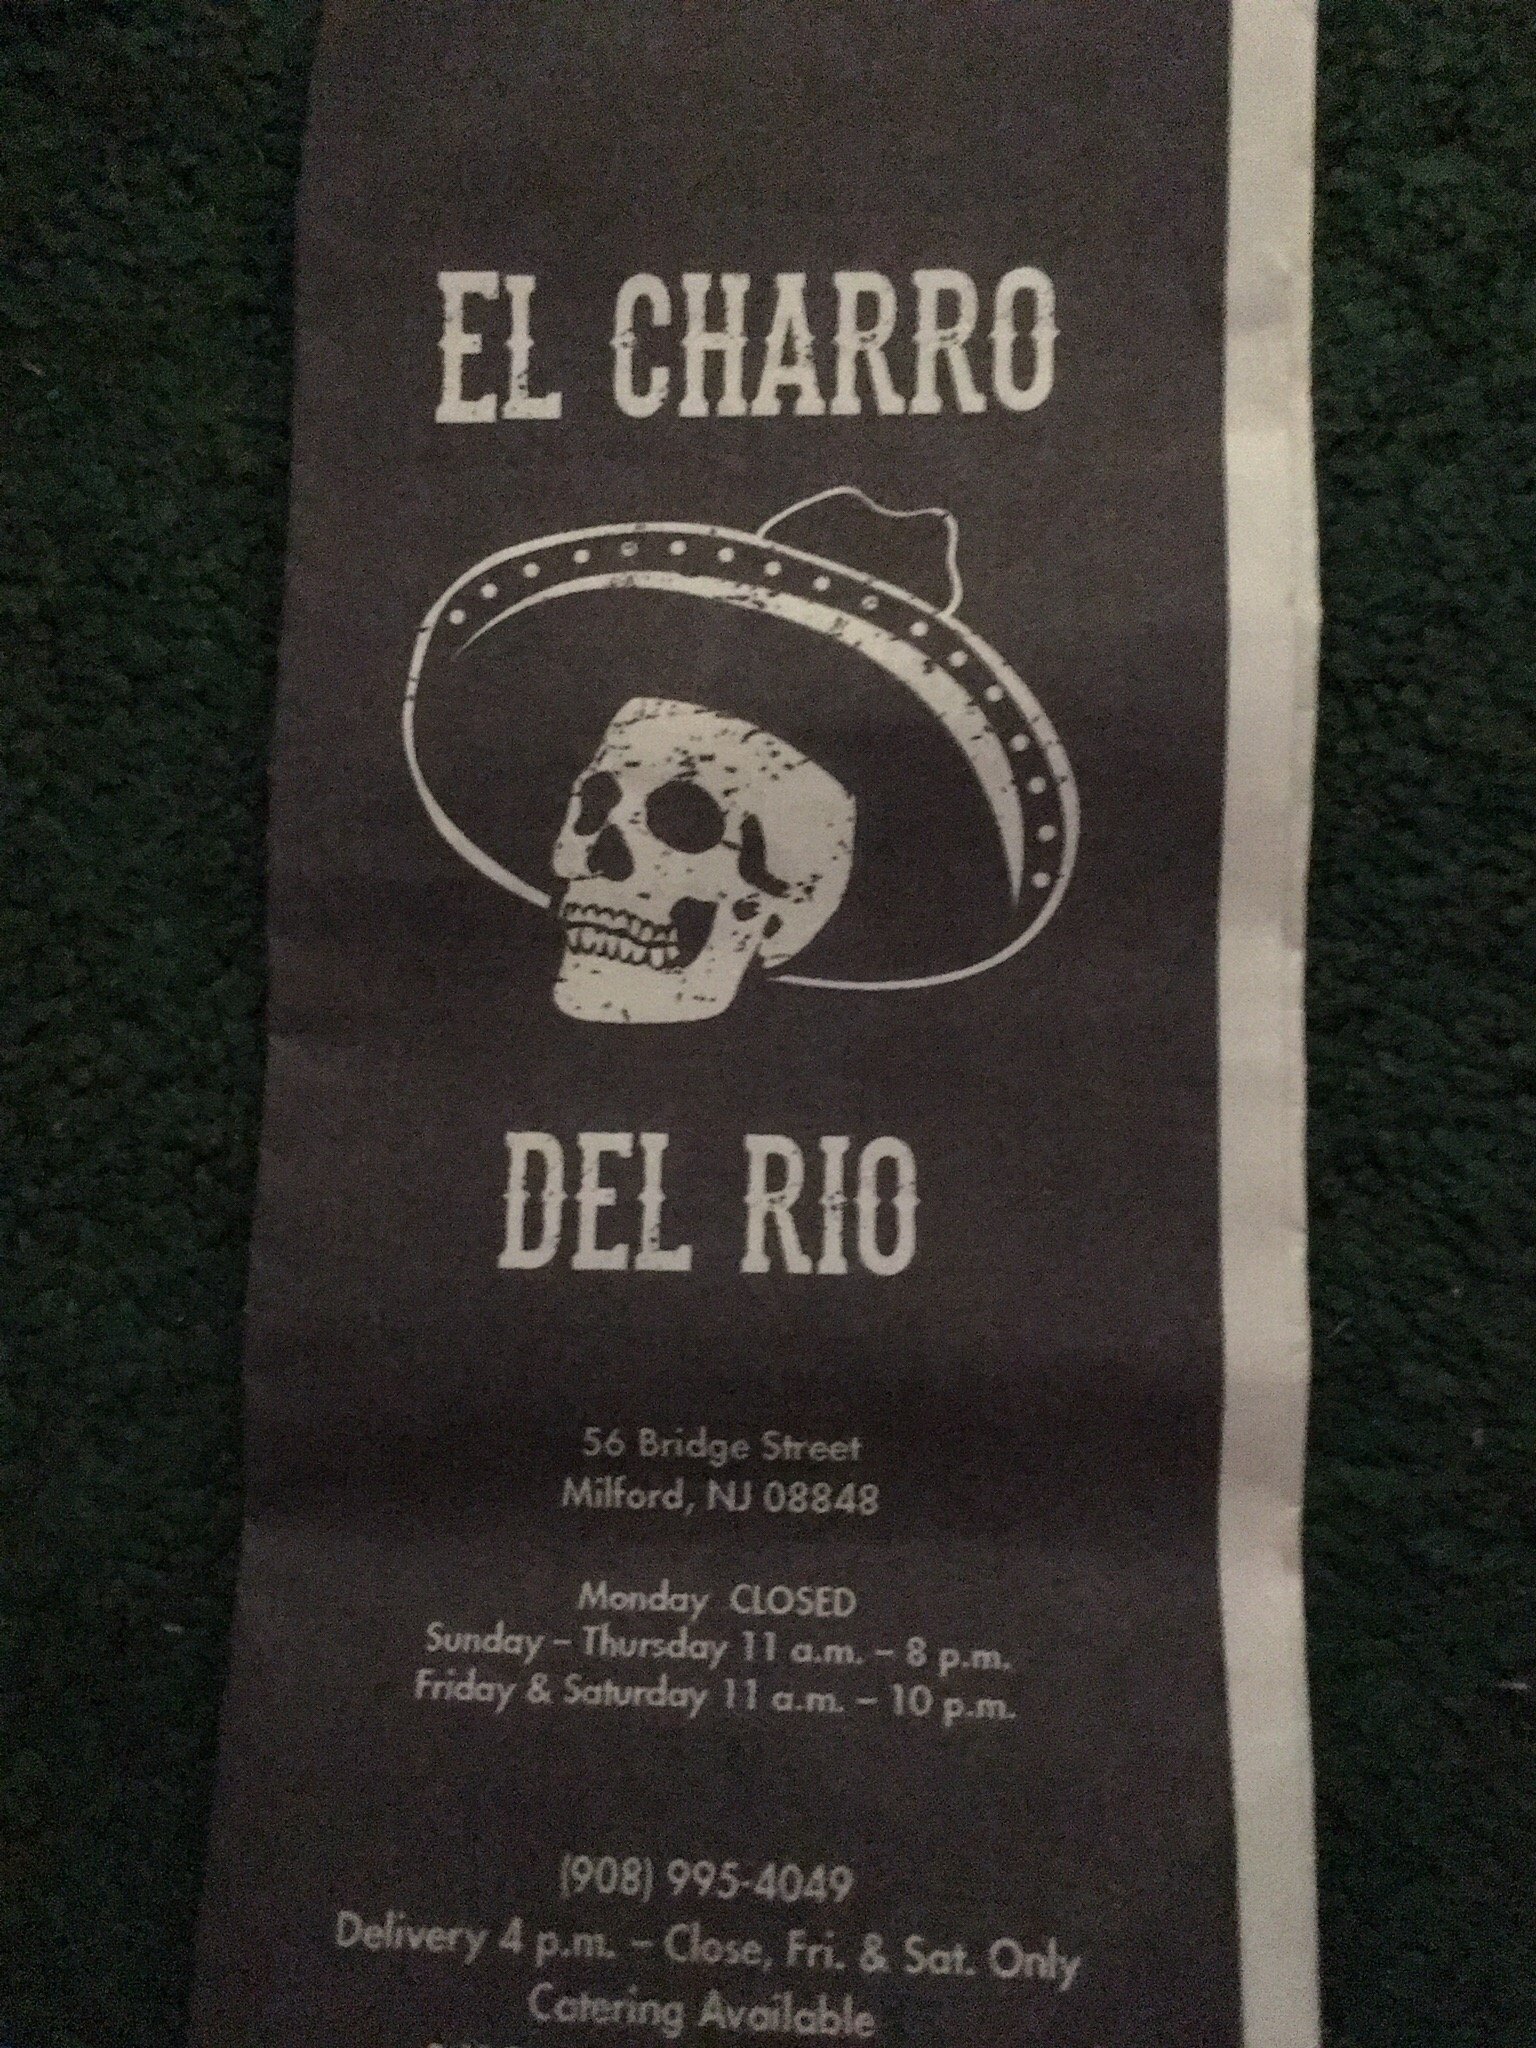 EL CHARRO
DEL RIO
56 Bridge Street
Milford, NJ 08848
Monday CLOSED
Sunday – Thursday 11 a.m. – 8 p.m.
Friday & Saturday 11 a.m. – 10 p.m.
(908) 995-4049
Delivery 4 p.m. – Close, Fri. & Sat. Only
Catering Available